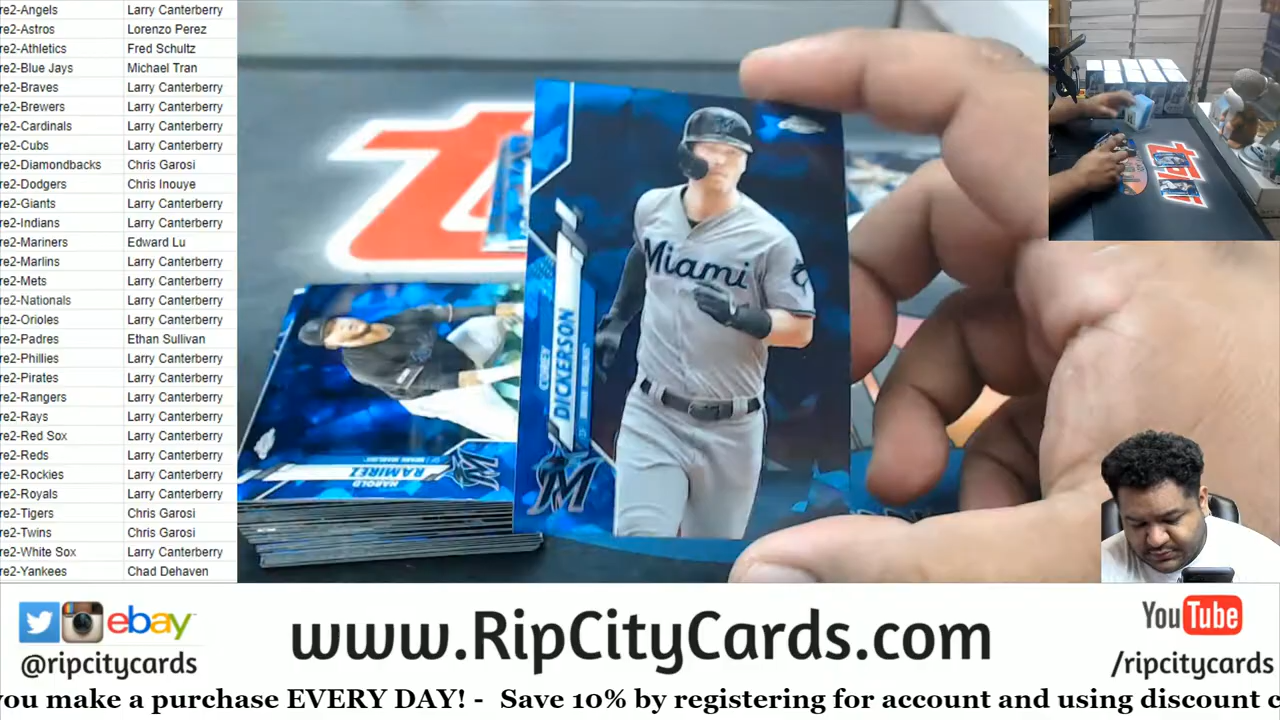 re2-Angels Larry Canterberry
re2-Astros Lorenzo Perez
re2-Athletics Fred Schultz
re2-Blue Jays Michael Tran
re2-Braves Larry Canterberry
re2-Brewers Larry Canterberry
re2-Cardinals Larry Canterberry
re2-Cubs Larry Canterberry
re2-Diamondbacks Chris Garosi
re2-Dodgers Chris Inouye
re2-Giants Larry Canterberry
re2-Indians Larry Canterberry
re2-Mariners Edward Lu
re2-Marlins Larry Canterberry
re2-Mets Larry Canterberry
re2-Nationals Larry Canterberry
re2-Orioles Larry Canterberry
re2-Padres Ethan Sullivan
re2-Phillies Larry Canterberry
re2-Pirates Larry Canterberry
re2-Rangers Larry Canterberry
re2-Rays Larry Canterberry
re2-Red Sox Larry Canterberry
re2-Reds Larry Canterberry
re2-Rockies Larry Canterberry
re2-Royals Larry Canterberry
re2-Tigers Chris Garosi
re2-Twins Chris Garosi
re2-White Sox Larry Canterberry
re2-Yankees Chad Dehaven
Miami
COREY
DICKERSON
M
HAROLD
RAMIREZ
ebay
@ripcitycards
www.RipCityCards.com
YouTube
/ripcitycards
you make a purchase EVERY DAY! - Save 10% by registering for account and using discount c